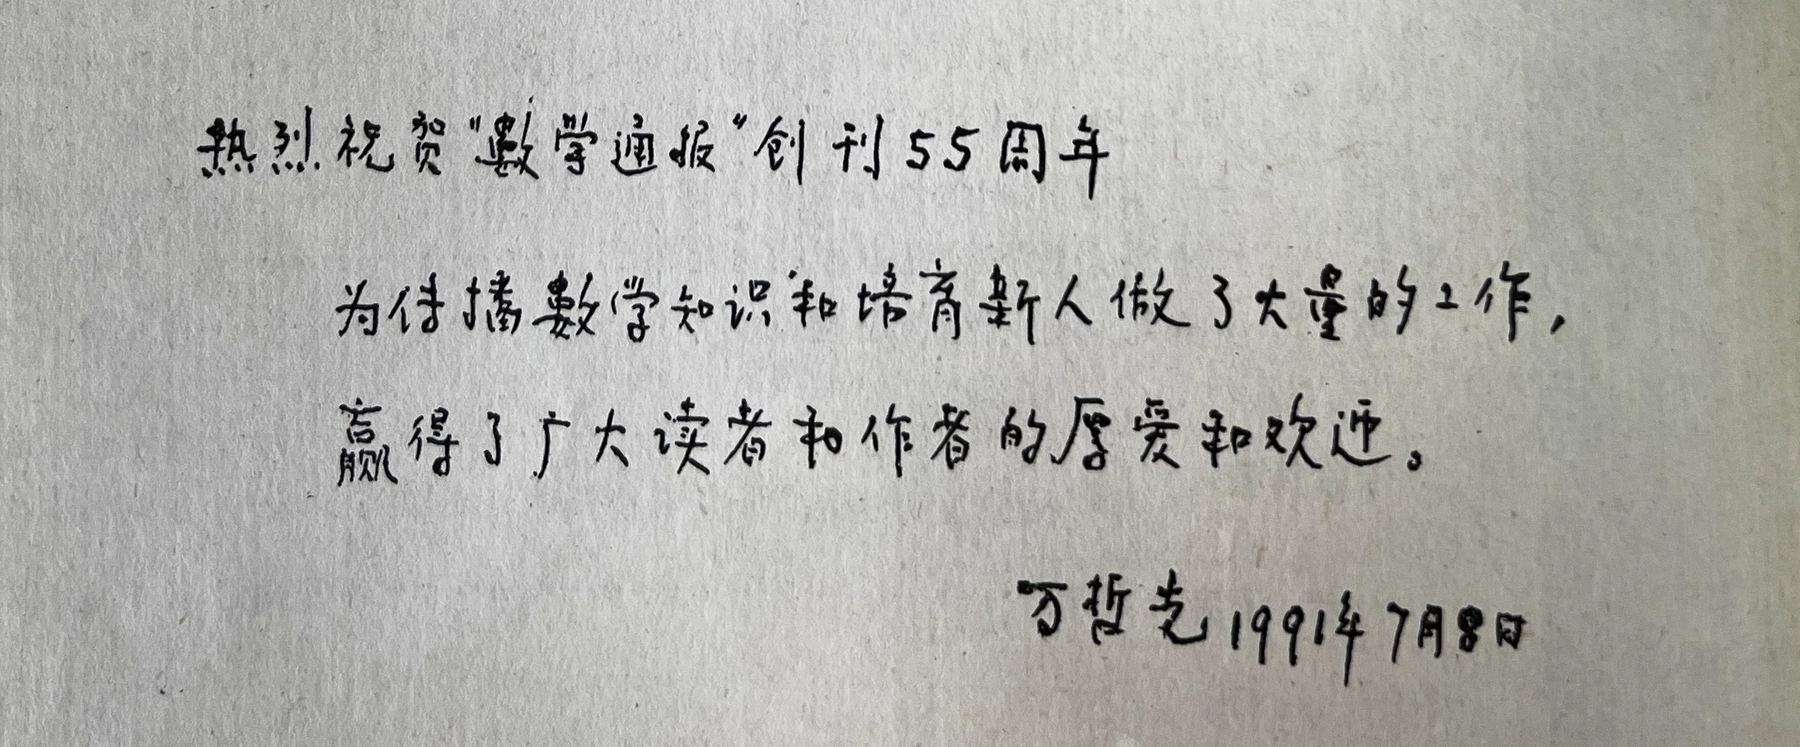 热烈祝贺"數学通报"创刊55周年
为传播數学知识和培育新人做了大量的工作,
赢得了广大读者和作者的厚爱和欢迎。
万哲先 1991年7月8日